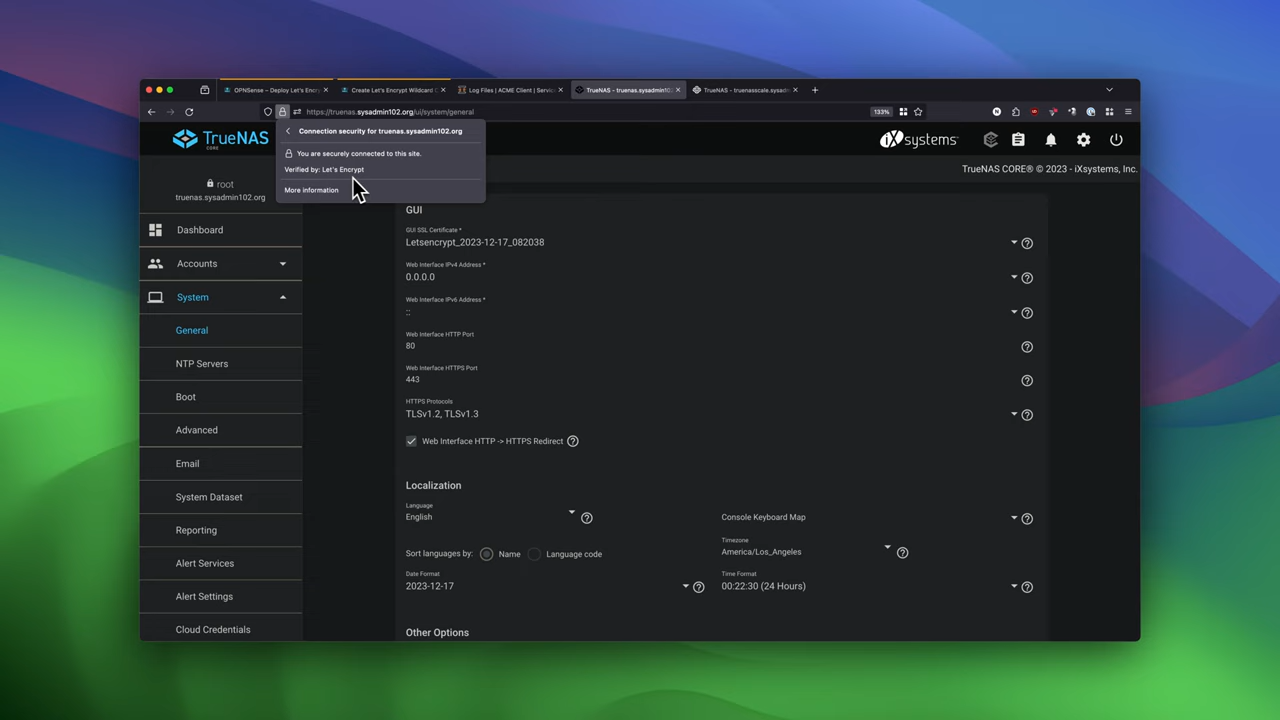 OPNSense – Deploy Let's Encr
Create Let's Encrypt Wildcard
Log Files | ACME Client | Servic
TrueNAS - truenas.sysadmin102
TrueNAS - truenasscale.sysadm
https://truenas.sysadmin102.org/ui/system/general
133%
TrueNAS
CORE
Connection security for truenas.sysadmin102.org
You are securely connected to this site.
Verified by: Let's Encrypt
More information
iXsystems
TrueNAS CORE® © 2023 - iXsystems, Inc.
root
truenas.sysadmin102.org
Dashboard
Accounts
System
General
NTP Servers
Boot
Advanced
Email
System Dataset
Reporting
Alert Services
Alert Settings
Cloud Credentials
GUI
GUI SSL Certificate *
Letsencrypt_2023-12-17_082038
Web Interface IPv4 Address *
0.0.0.0
Web Interface IPv6 Address *
::
Web Interface HTTP Port
80
Web Interface HTTPS Port
443
HTTPS Protocols
TLSv1.2, TLSv1.3
Web Interface HTTP -> HTTPS Redirect
Localization
Language
English
Console Keyboard Map
Sort languages by:
Name
Language code
Timezone
America/Los_Angeles
Date Format
2023-12-17
Time Format
00:22:30 (24 Hours)
Other Options